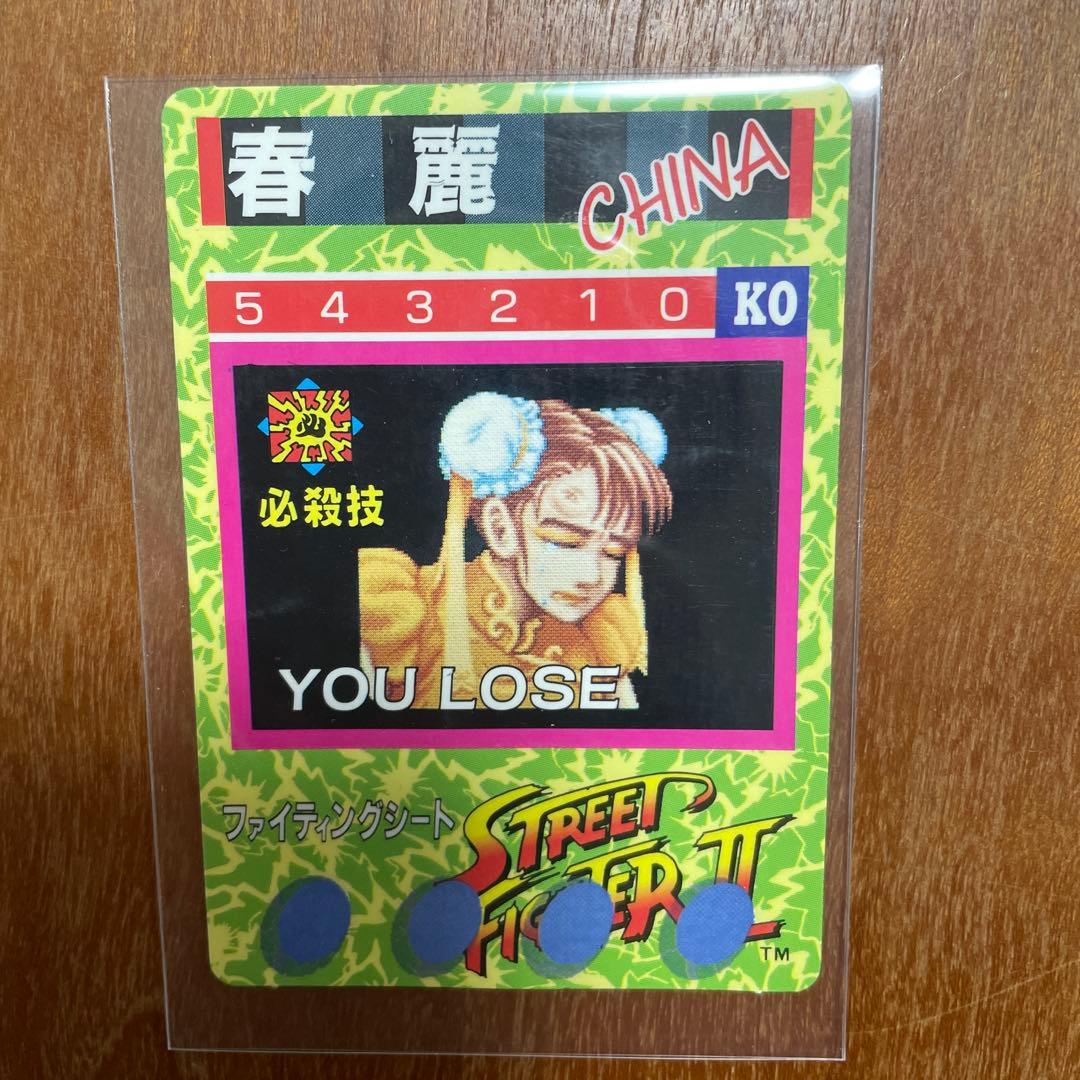 春 麗
CHINA
5 4 3 2 1 0 KO
必殺技
YOU LOSE
ファイティングシート
STREET
FIGHTER II
TM